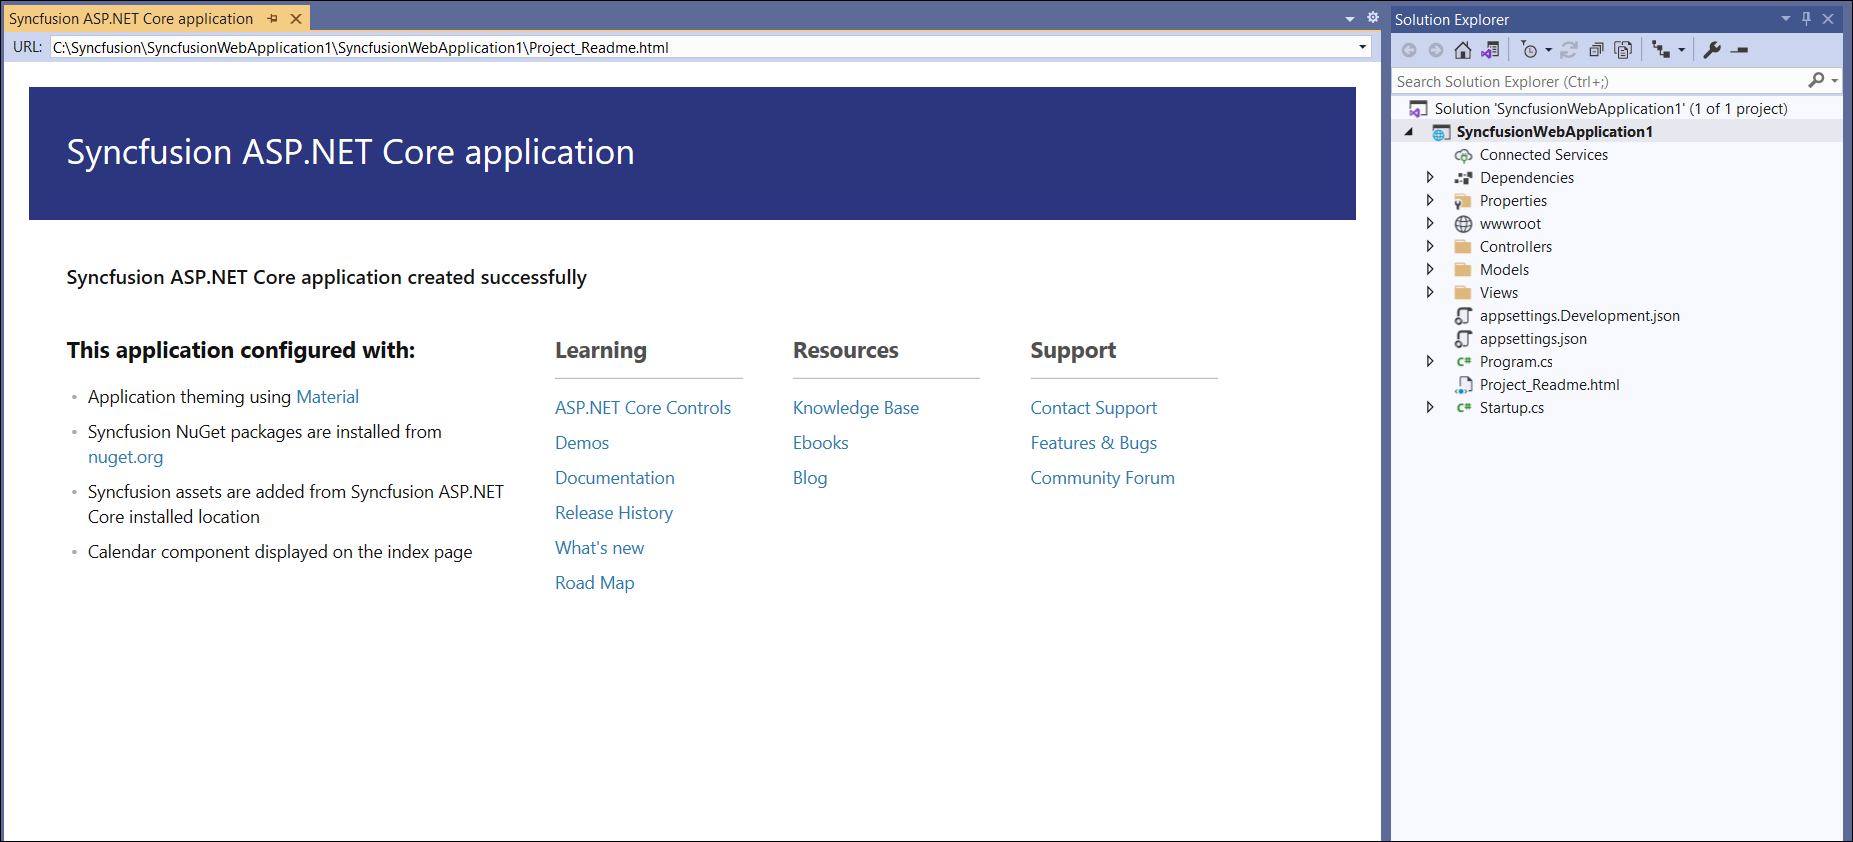 Syncfusion ASP.NET Core application
URL: C:\Syncfusion\SyncfusionWebApplication1\SyncfusionWebApplication1\Project_Readme.html
Syncfusion ASP.NET Core application
Syncfusion ASP.NET Core application created successfully
This application configured with:
Application theming using Material
Syncfusion NuGet packages are installed from
nuget.org
Syncfusion assets are added from Syncfusion ASP.NET
Core installed location
Calendar component displayed on the index page
Learning
ASP.NET Core Controls
Demos
Documentation
Release History
What's new
Road Map
Resources
Knowledge Base
Ebooks
Blog
Support
Contact Support
Features & Bugs
Community Forum
Solution Explorer
Search Solution Explorer (Ctrl+;)
Solution 'SyncfusionWebApplication1' (1 of 1 project)
SyncfusionWebApplication1
Connected Services
Dependencies
Properties
wwwroot
Controllers
Models
Views
appsettings.Development.json
appsettings.json
C# Program.cs
Project_Readme.html
C# Startup.cs